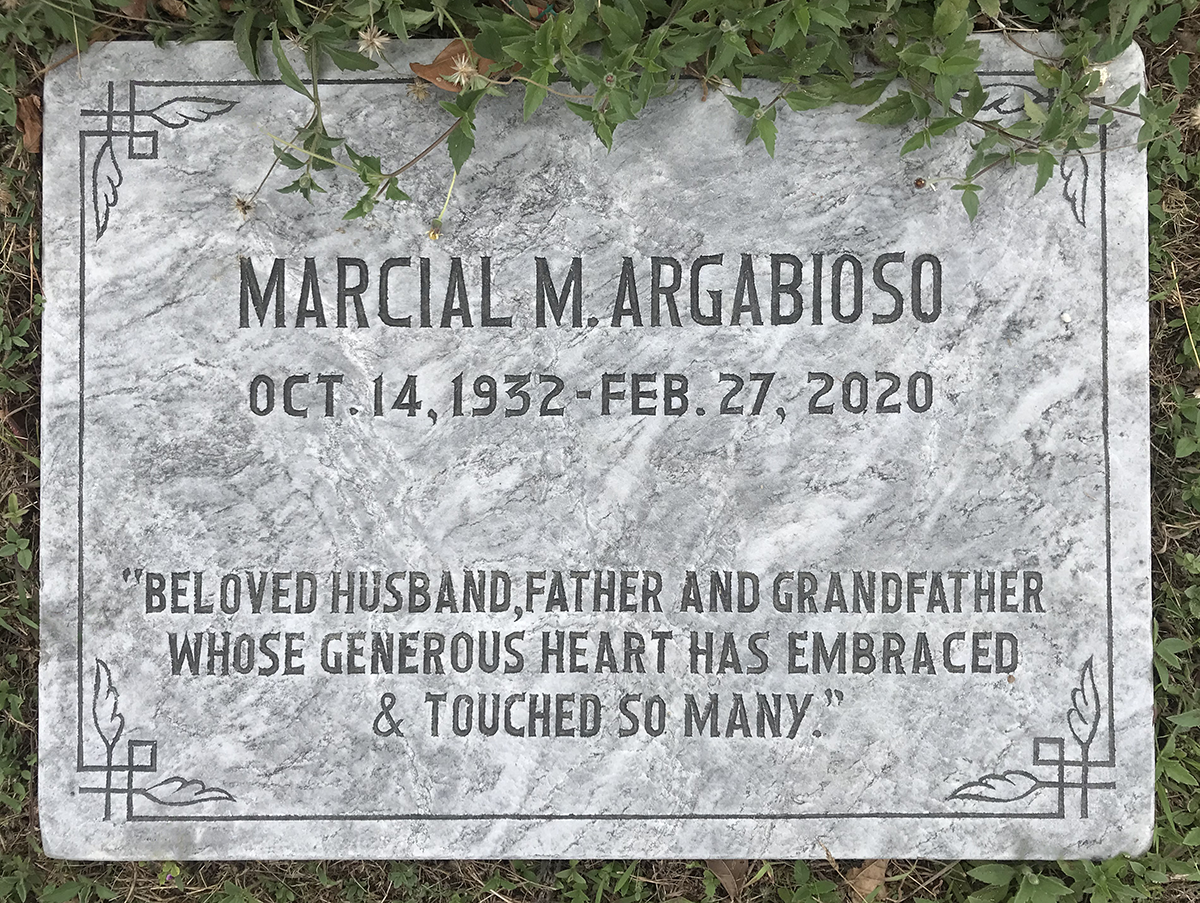 MARCIAL M. ARGABIOSO
OCT. 14, 1932 - FEB. 27, 2020
"BELOVED HUSBAND, FATHER AND GRANDFATHER
WHOSE GENEROUS HEART HAS EMBRACED
& TOUCHED SO MANY."